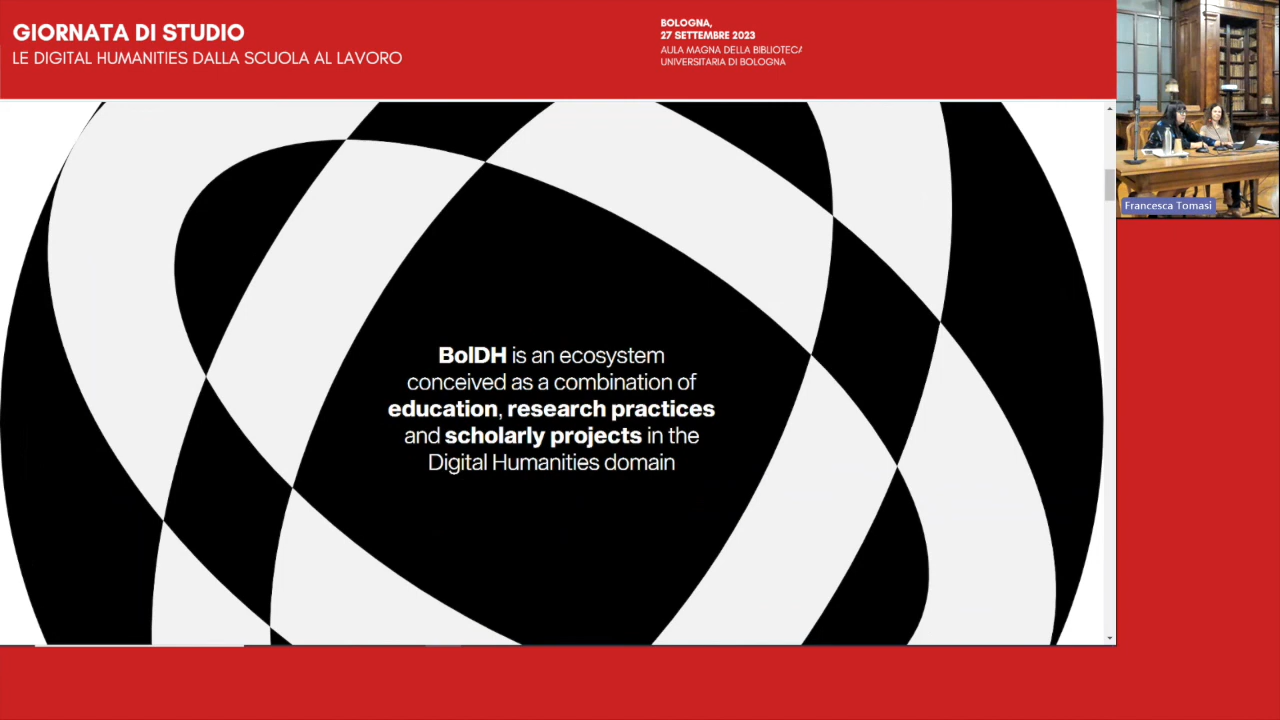 GIORNATA DI STUDIO
LE DIGITAL HUMANITIES DALLA SCUOLA AL LAVORO
BOLOGNA,
27 SETTEMBRE 2023
AULA MAGNA DELLA BIBLIOTECA
UNIVERSITARIA DI BOLOGNA
Francesca Tomasi
BolDH is an ecosystem
conceived as a combination of
education, research practices
and scholarly projects in the
Digital Humanities domain